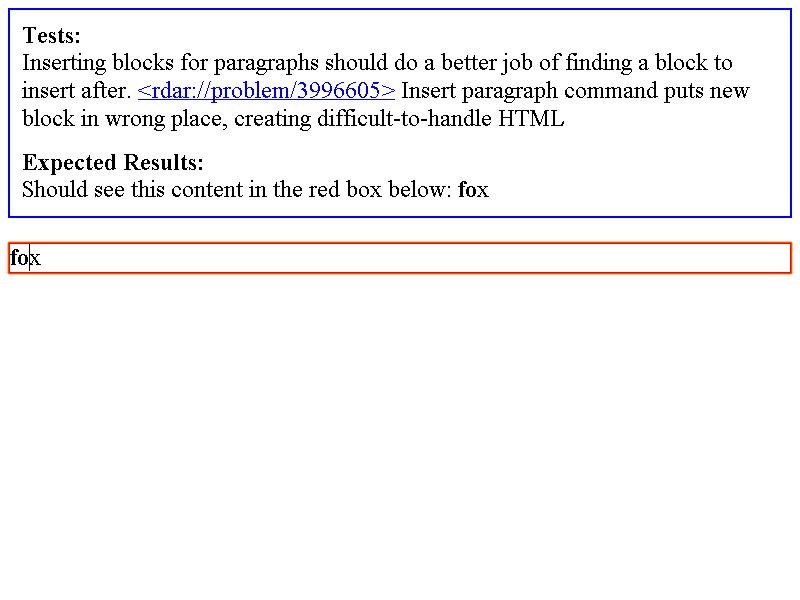 Tests:
Inserting blocks for paragraphs should do a better job of finding a block to
insert after. <rdar://problem/3996605> Insert paragraph command puts new
block in wrong place, creating difficult-to-handle HTML
Expected Results:
Should see this content in the red box below: fox
fox